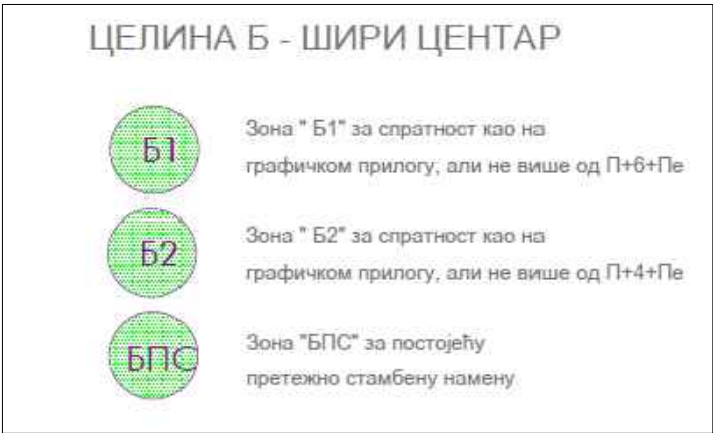 ЦЕЛИНА Б - ШИРИ ЦЕНТАР
Б1
Зона " Б1" за спратност као на
графичком прилогу, али не више од П+6+Пе
Б2
Зона " Б2" за спратност као на
графичком прилогу, али не више од П+4+Пе
БПС
Зона "БПС" за постојећу
претежно стамбену намену